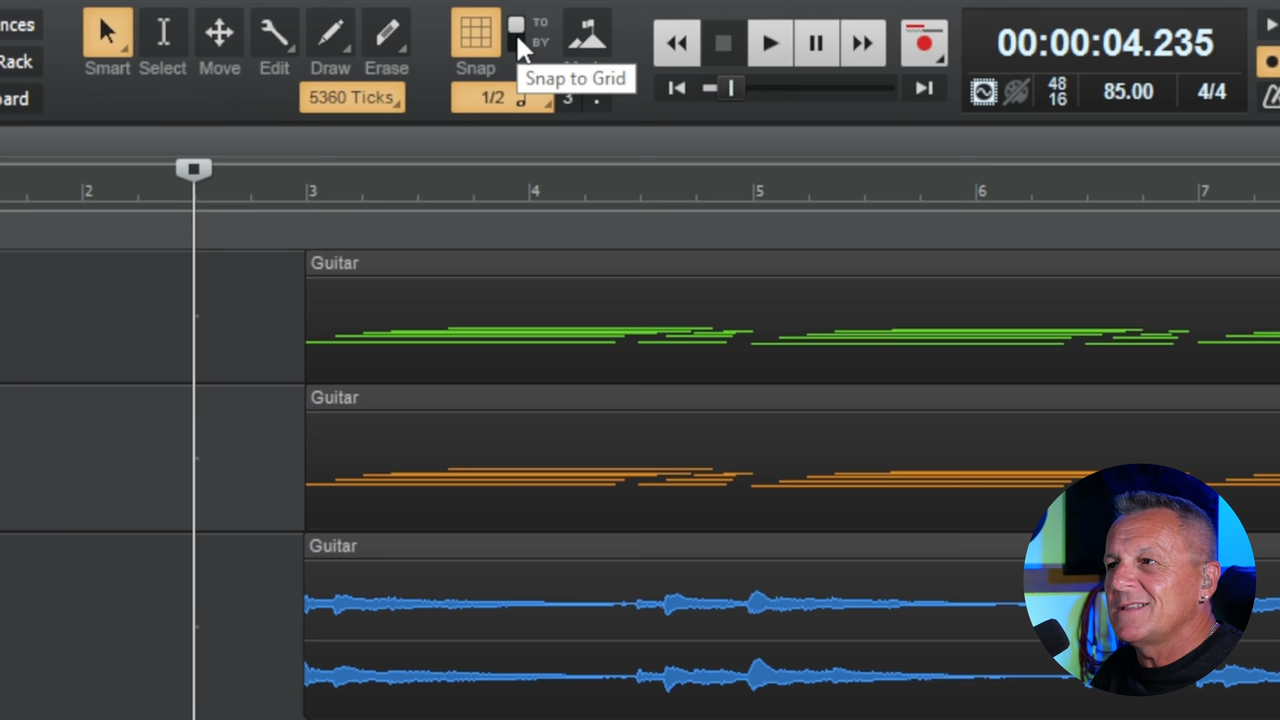 nces
Rack
oard
Smart
Select
Move
Edit
Draw
Erase
5360 Ticks
Snap
TO
BY
Snap to Grid
1/2
3
00:00:04.235
48
16
85.00
4/4
2
3
4
5
6
7
Guitar
Guitar
Guitar